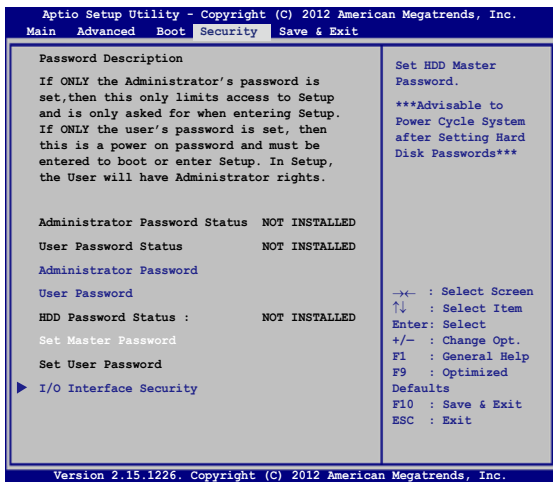 Aptio Setup Utility - Copyright (C) 2012 American Megatrends, Inc.
Main Advanced Boot Security Save & Exit
Password Description
If ONLY the Administrator's password is
set,then this only limits access to Setup
and is only asked for when entering Setup.
If ONLY the user's password is set, then
this is a power on password and must be
entered to boot or enter Setup. In Setup,
the User will have Administrator rights.
Administrator Password Status NOT INSTALLED
User Password Status NOT INSTALLED
Administrator Password
User Password
HDD Password Status : NOT INSTALLED
Set Master Password
Set User Password
I/O Interface Security
Set HDD Master
Password.
***Advisable to
Power Cycle System
after Setting Hard
Disk Passwords***
→← : Select Screen
↑↓ : Select Item
Enter: Select
+/— : Change Opt.
F1 : General Help
F9 : Optimized
Defaults
F10 : Save & Exit
ESC : Exit
Version 2.15.1226. Copyright (C) 2012 American Megatrends, Inc.